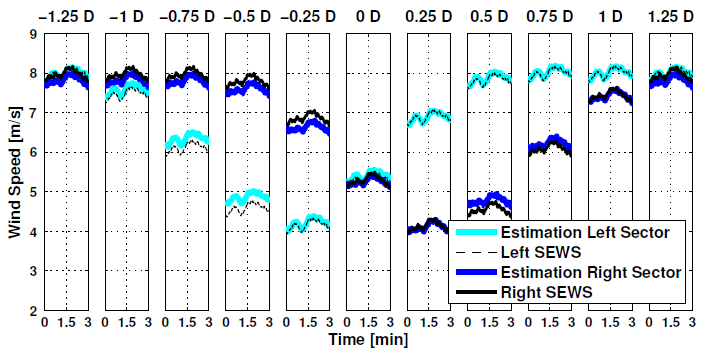 −1.25 D −1 D −0.75 D −0.5 D −0.25 D 0 D 0.25 D 0.5 D 0.75 D 1 D 1.25 D
9
8
7
6
5
4
3
2
Wind Speed [m/s]
Estimation Left Sector
Left SEWS
Estimation Right Sector
Right SEWS
0 1.5 3 0 1.5 3 0 1.5 3 0 1.5 3 0 1.5 3 0 1.5 3 0 1.5 3 0 1.5 3 0 1.5 3 0 1.5 3 0 1.5 3
Time [min]